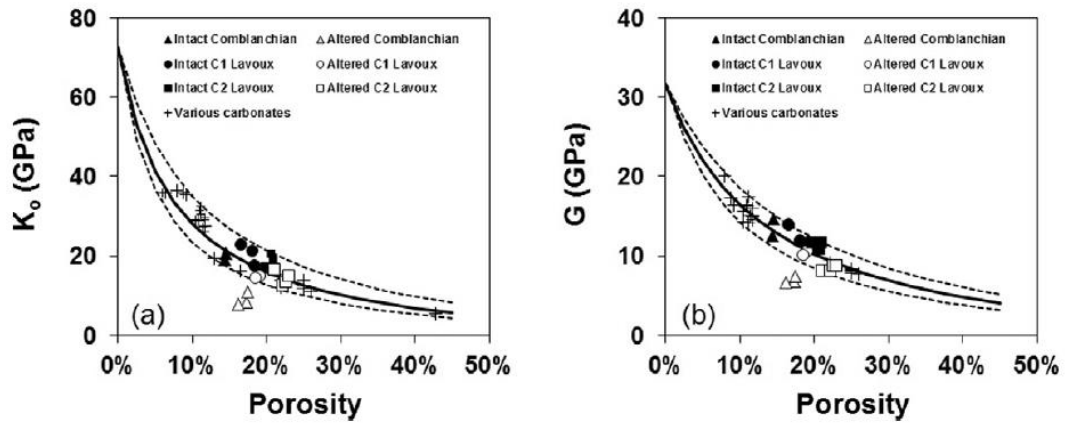 80
60
40
20
0
K₀ (GPa)
▲Intact Comblanchian △Altered Comblanchian
●Intact C1 Lavoux ○Altered C1 Lavoux
■Intact C2 Lavoux □Altered C2 Lavoux
+Various carbonates
(a)
0% 10% 20% 30% 40% 50%
Porosity
40
30
20
10
0
G (GPa)
▲Intact Comblanchian △Altered Comblanchian
●Intact C1 Lavoux ○Altered C1 Lavoux
■Intact C2 Lavoux □Altered C2 Lavoux
+Various carbonates
(b)
0% 10% 20% 30% 40% 50%
Porosity